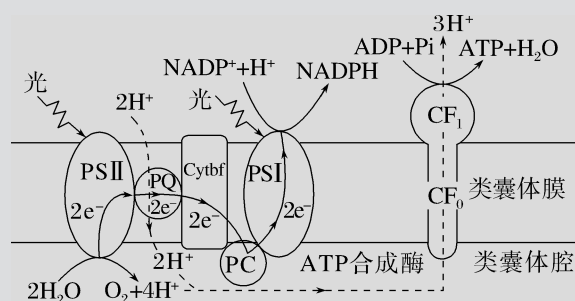 3H⁺
ADP+Pi ATP+H₂O
NADP⁺+H⁺ NADPH
光 2H⁺ 光
CF₁
PSⅡ PQ Cytbf PSⅠ
CF₀ 类囊体膜
2e⁻ 2e⁻ 2e⁻ 2e⁻
2H⁺ PC ATP合成酶 类囊体腔
2H₂O O₂+4H⁺